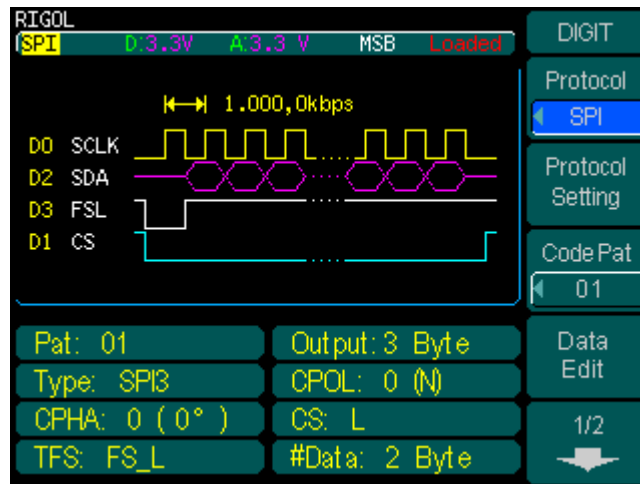 RIGOL
SPI D:3.3V A:3.3 V MSB Loaded
1.000,0kbps
D0 SCLK
D2 SDA
D3 FSL
D1 CS
Pat: 01 Output: 3 Byte
Type: SPI3 CPOL: 0 (N)
CPHA: 0 ( 0° ) CS: L
TFS: FS_L #Data: 2 Byte
DIGIT
Protocol
SPI
Protocol
Setting
Code Pat
01
Data
Edit
1/2